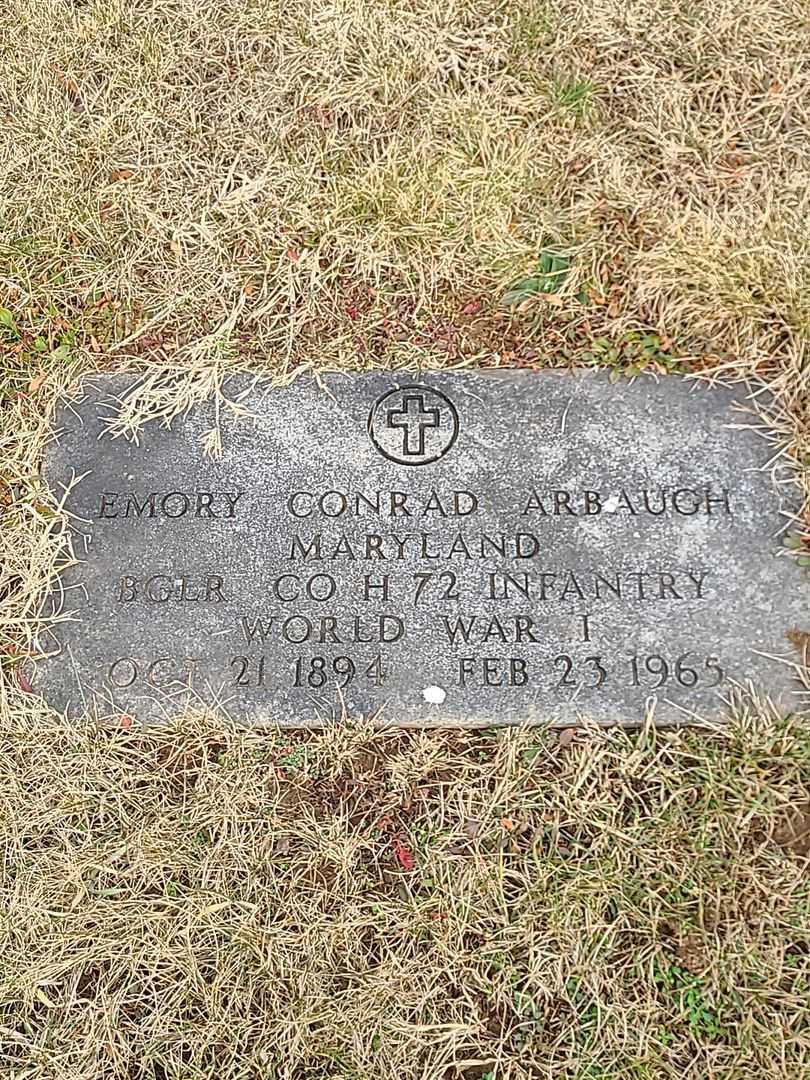 EMORY CONRAD ARBAUGH
MARYLAND
BGLR CO H 72 INFANTRY
WORLD WAR I
OCT 21 1894 FEB 23 1965